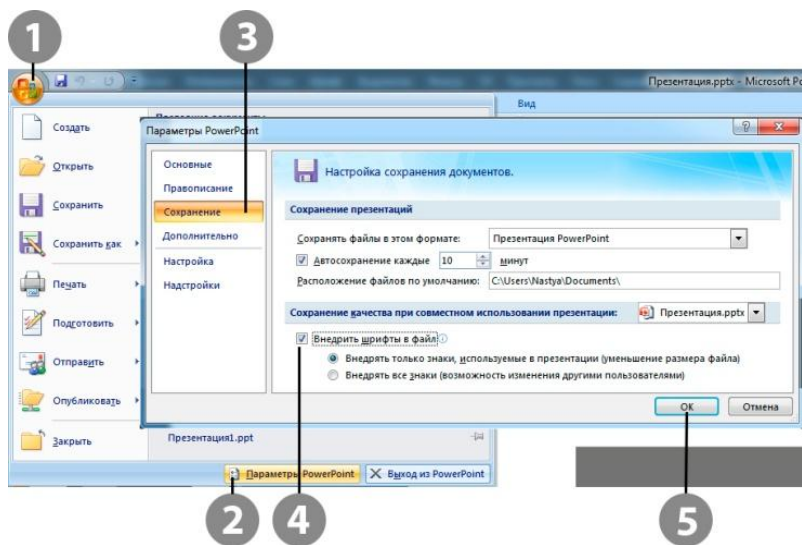 1
3
Презентация.pptx - Microsoft Po
Вид
Создать
Открыть
Сохранить
Сохранить как
Печать
Подготовить
Отправить
Опубликовать
Закрыть
Последние документы
Параметры PowerPoint
Основные
Правописание
Сохранение
Дополнительно
Настройка
Надстройки
Настройка сохранения документов.
Сохранение презентаций
Сохранять файлы в этом формате: Презентация PowerPoint
Автосохранение каждые 10 минут
Расположение файлов по умолчанию: C:\Users\Nastya\Documents\
Сохранение качества при совместном использовании презентации: Презентация.pptx
Внедрить шрифты в файл
Внедрять только знаки, используемые в презентации (уменьшение размера файла)
Внедрять все знаки (возможность изменения другими пользователями)
ОК Отмена
Презентация1.ppt
Параметры PowerPoint Выход из PowerPoint
2 4 5